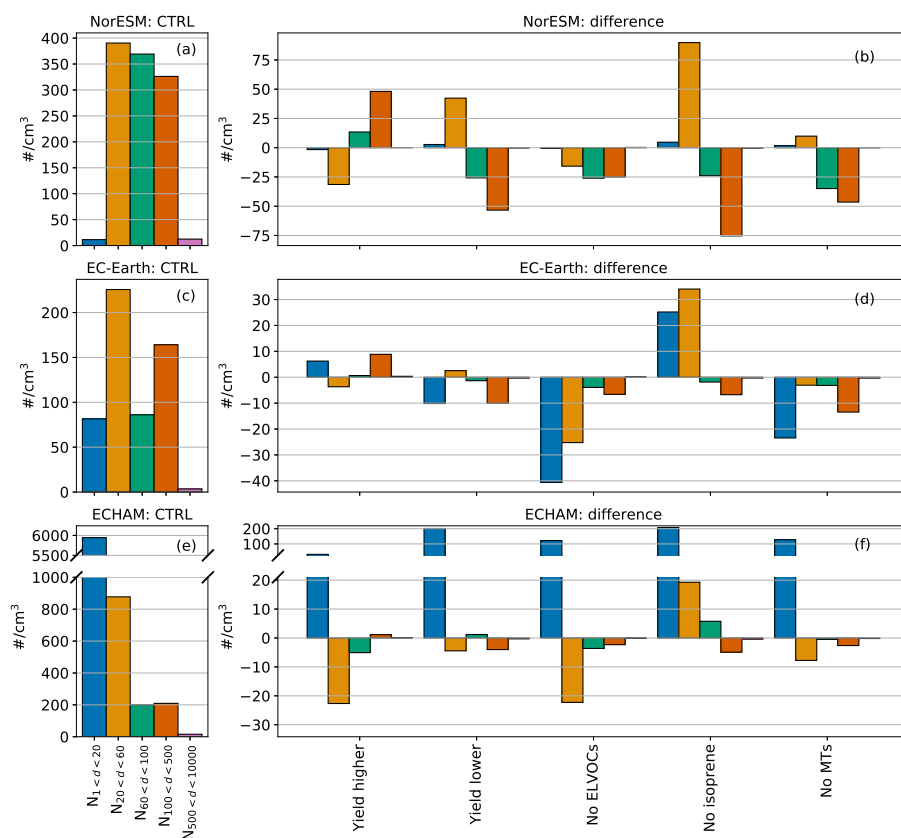 NorESM: CTRL
(a)
#/cm³
400
350
300
250
200
150
100
50
0
NorESM: difference
(b)
#/cm³
75
50
25
0
−25
−50
−75
EC-Earth: CTRL
(c)
#/cm³
200
150
100
50
0
EC-Earth: difference
(d)
#/cm³
30
20
10
0
−10
−20
−30
−40
ECHAM: CTRL
(e)
#/cm³
6000
5500
1000
800
600
400
200
0
N₁ < d < 20
N₂₀ < d < 60
N₆₀ < d < 100
N₁₀₀ < d < 500
N₅₀₀ < d < 10000
ECHAM: difference
(f)
#/cm³
200
100
20
10
0
−10
−20
−30
Yield higher
Yield lower
No ELVOCs
No isoprene
No MTs